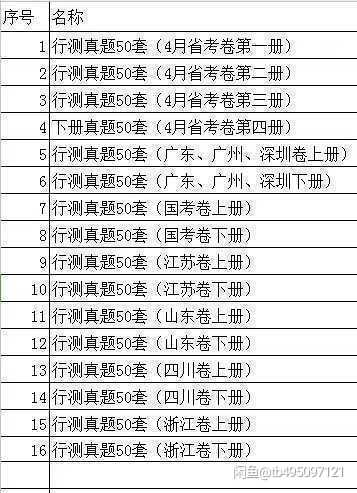 序号 名称
1 行测真题50套（4月省考卷第一册）
2 行测真题50套（4月省考卷第二册）
3 行测真题50套（4月省考卷第三册）
4 下册真题50套（4月省考卷第四册）
5 行测真题50套（广东、广州、深圳卷上册）
6 行测真题50套（广东、广州、深圳下册）
7 行测真题50套（国考卷上册）
8 行测真题50套（国考卷下册）
9 行测真题50套（江苏卷上册）
10 行测真题50套（江苏卷下册）
11 行测真题50套（山东卷上册）
12 行测真题50套（山东卷下册）
13 行测真题50套（四川卷上册）
14 行测真题50套（四川卷下册）
15 行测真题50套（浙江卷上册）
16 行测真题50套（浙江卷下册）
闲鱼@tb495097121